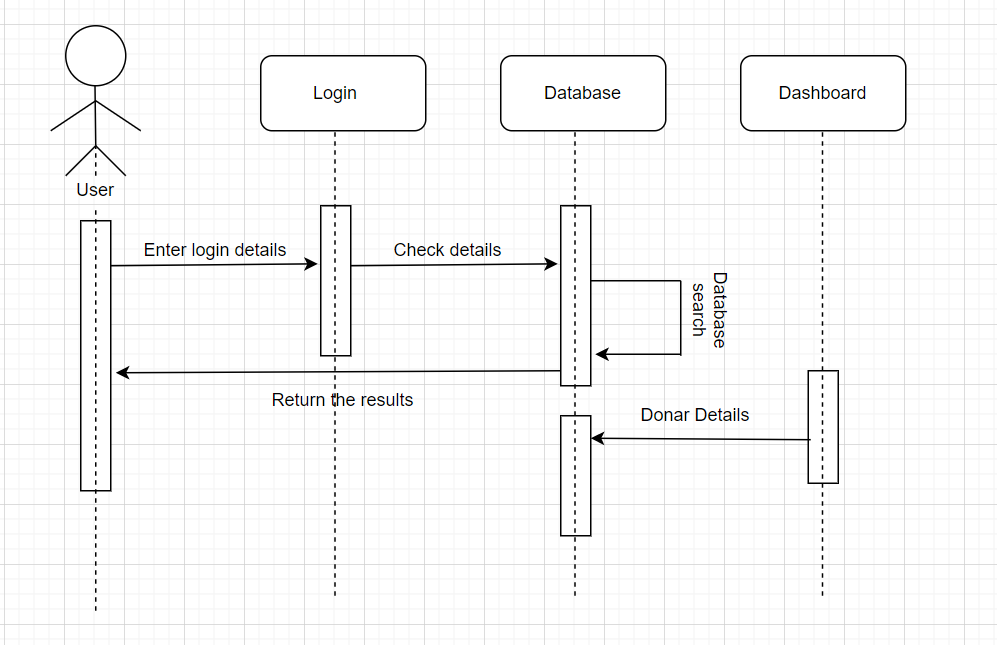 Login
Database
Dashboard
User
Enter login details
Check details
Database
search
Return the results
Donar Details